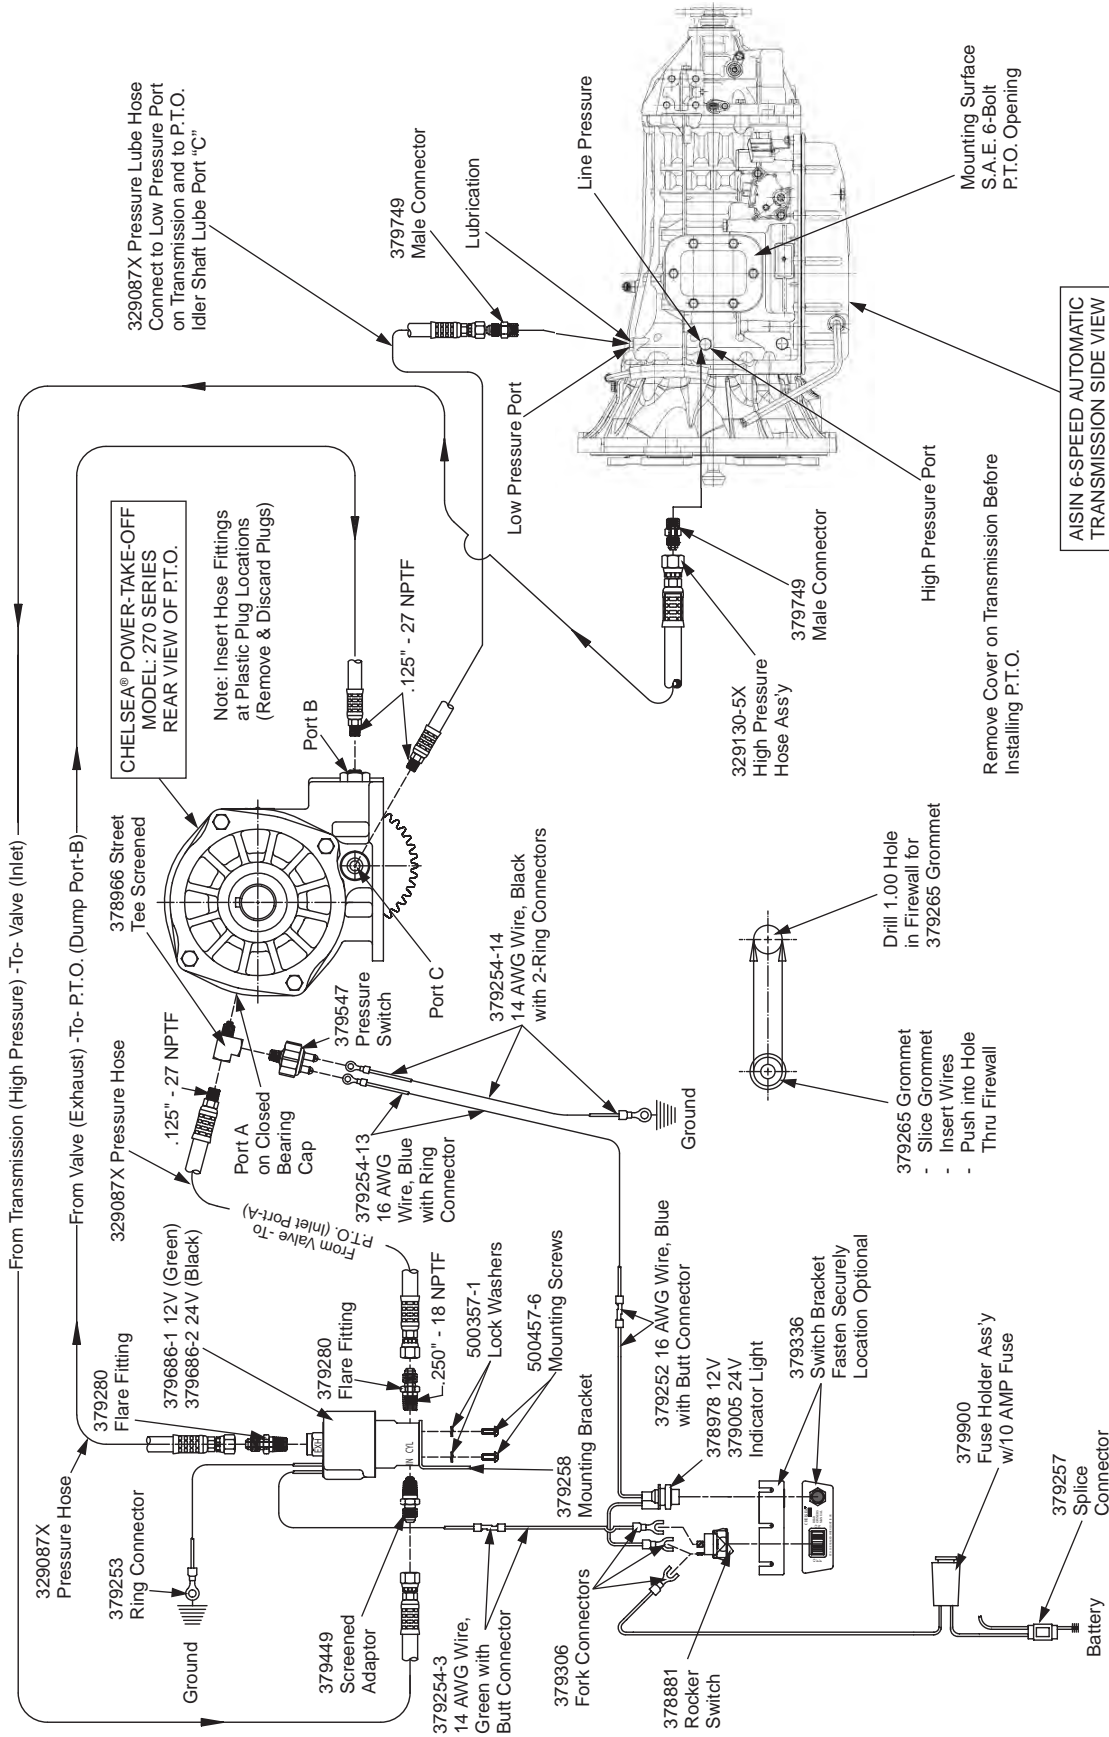 From Transmission (High Pressure) -To- Valve (Inlet)
From Valve (Exhaust) -To- P.T.O. (Dump Port-B)
329087X
Pressure Hose
379280
Flare Fitting
379686-1 12V (Green)
379686-2 24V (Black)
329087X Pressure Hose
.125" - 27 NPTF
378966 Street
Tee Screened
CHELSEA® POWER-TAKE-OFF
MODEL: 270 SERIES
REAR VIEW OF P.T.O.
Note: Insert Hose Fittings
at Plastic Plug Locations
(Remove & Discard Plugs)
329087X Pressure Lube Hose
Connect to Low Pressure Port
on Transmission and to P.T.O.
Idler Shaft Lube Port "C"
379253
Ring Connector
Ground
EXH
IN
CYL
From Valve -To
P.T.O. (Inlet Port-A)
Port A
on Closed
Bearing
Cap
Port B
.125" - 27 NPTF
379749
Male Connector
Lubrication
Low Pressure Port
Line Pressure
379449
Screened
Adaptor
379280
Flare Fitting
.250" - 18 NPTF
379547
Pressure
Switch
Port C
379254-13
16 AWG
Wire, Blue
with Ring
Connector
379254-14
14 AWG Wire, Black
with 2-Ring Connectors
Ground
500357-1
Lock Washers
500457-6
Mounting Screws
379258
Mounting Bracket
379254-3
14 AWG Wire,
Green with
Butt Connector
379306
Fork Connectors
379252 16 AWG Wire, Blue
with Butt Connector
378978 12V
379005 24V
Indicator Light
379336
Switch Bracket
Fasten Securely
Location Optional
378881
Rocker
Switch
379900
Fuse Holder Ass'y
w/10 AMP Fuse
379257
Splice
Connector
Battery
379265 Grommet
- Slice Grommet
- Insert Wires
- Push into Hole
Thru Firewall
Drill 1.00 Hole
in Firewall for
379265 Grommet
329130-5X
High Pressure
Hose Ass'y
379749
Male Connector
High Pressure Port
Remove Cover on Transmission Before
Installing P.T.O.
Mounting Surface
S.A.E. 6-Bolt
P.T.O. Opening
AISIN 6-SPEED AUTOMATIC
TRANSMISSION SIDE VIEW